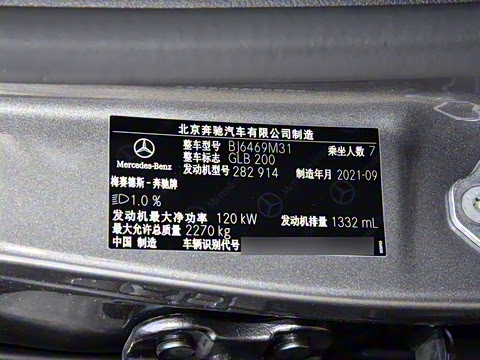 北京奔驰汽车有限公司制造
整车型号 BJ6469M31 乘坐人数 7
整车标志 GLB 200
发动机型号 282 914 制造年月 2021-09
Mercedes-Benz
梅赛德斯-奔驰牌
1.0 %
发动机最大净功率 120 kW 发动机排量 1332 mL
最大允许总质量 2270 kg
中国 制造 车辆识别代号